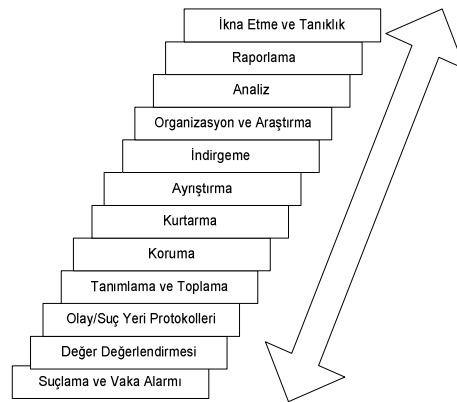 İkna Etme ve Tanıklık
Raporlama
Analiz
Organizasyon ve Araştırma
İndirgeme
Ayrıştırma
Kurtarma
Koruma
Tanımlama ve Toplama
Olay/Suç Yeri Protokolleri
Değer Değerlendirmesi
Suçlama ve Vaka Alarmı